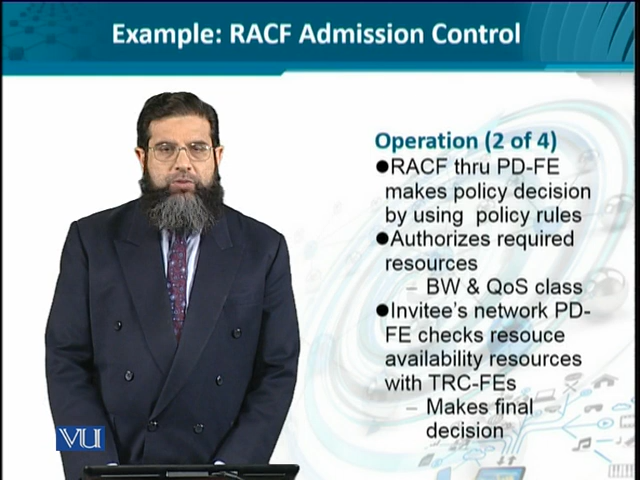 Example: RACF Admission Control
Operation (2 of 4)
●RACF thru PD-FE
makes policy decision
by using policy rules
●Authorizes required
resources
– BW & QoS class
●Invitee's network PD-
FE checks resouce
availability resources
with TRC-FEs
– Makes final
decision
VU